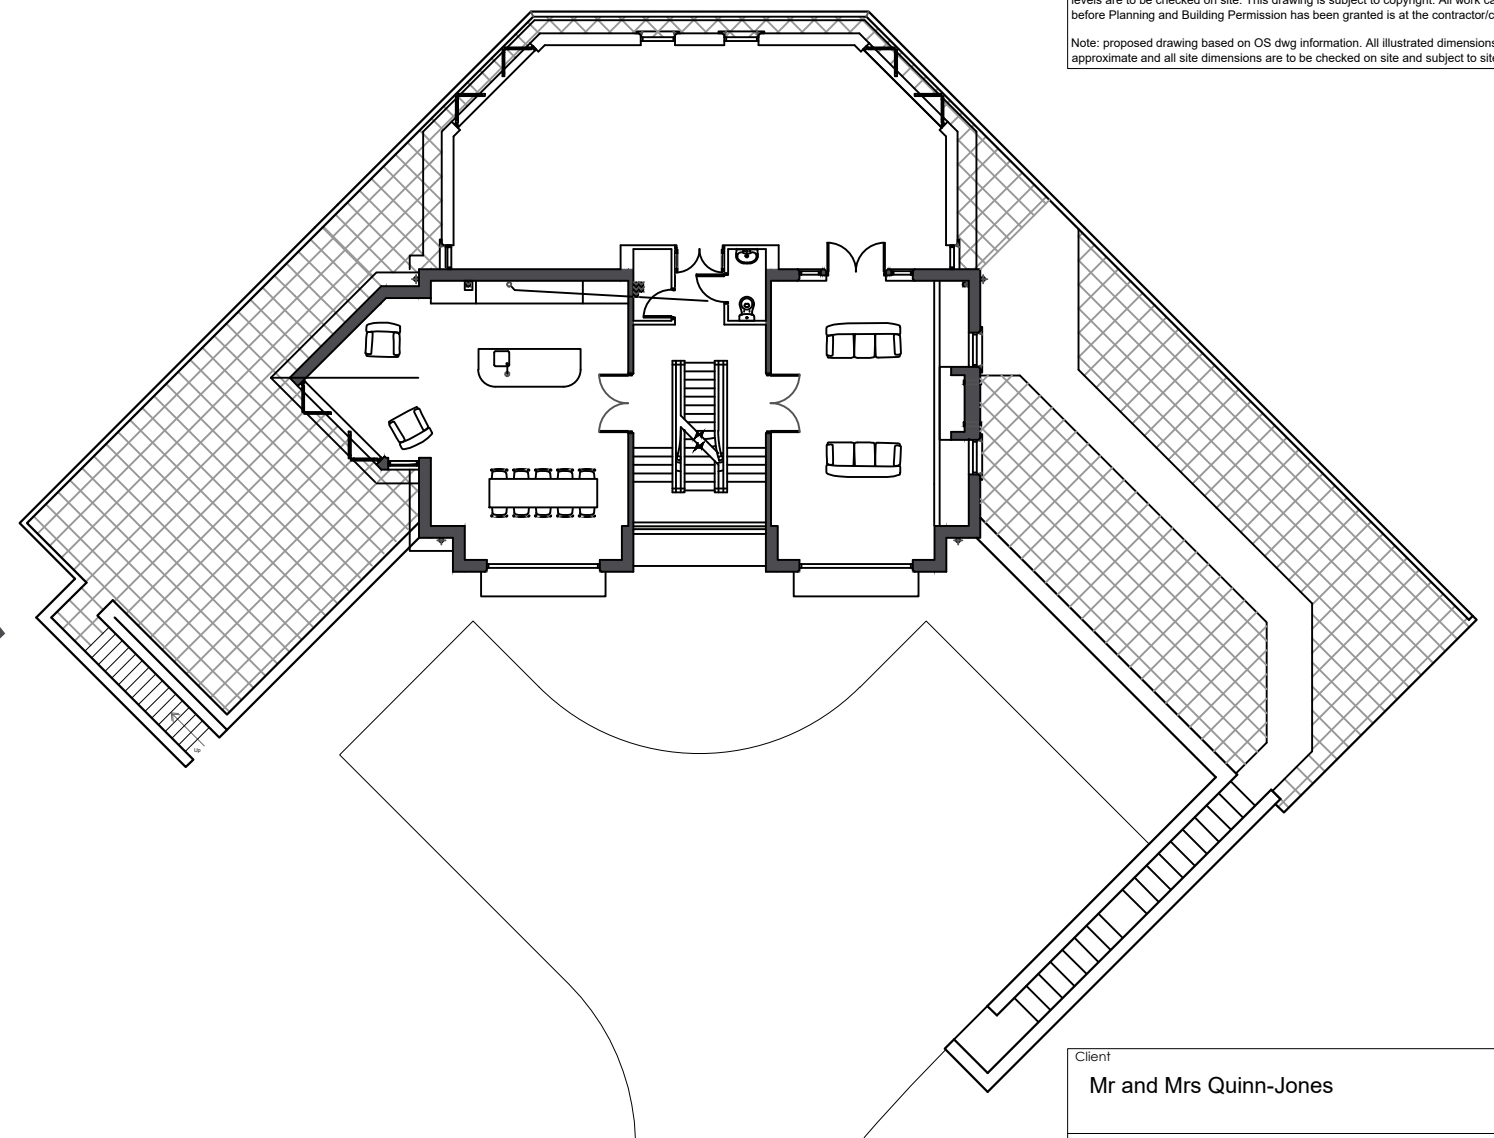 levels are to be checked on site. This drawing is subject to copyright. All work
before Planning and Building Permission has been granted is at the
Note: proposed drawing based on OS dwg information. All illustrated dimensions
approximate and all site dimensions are to be checked on site and subject to
Up
Client
Mr and Mrs Quinn-Jones